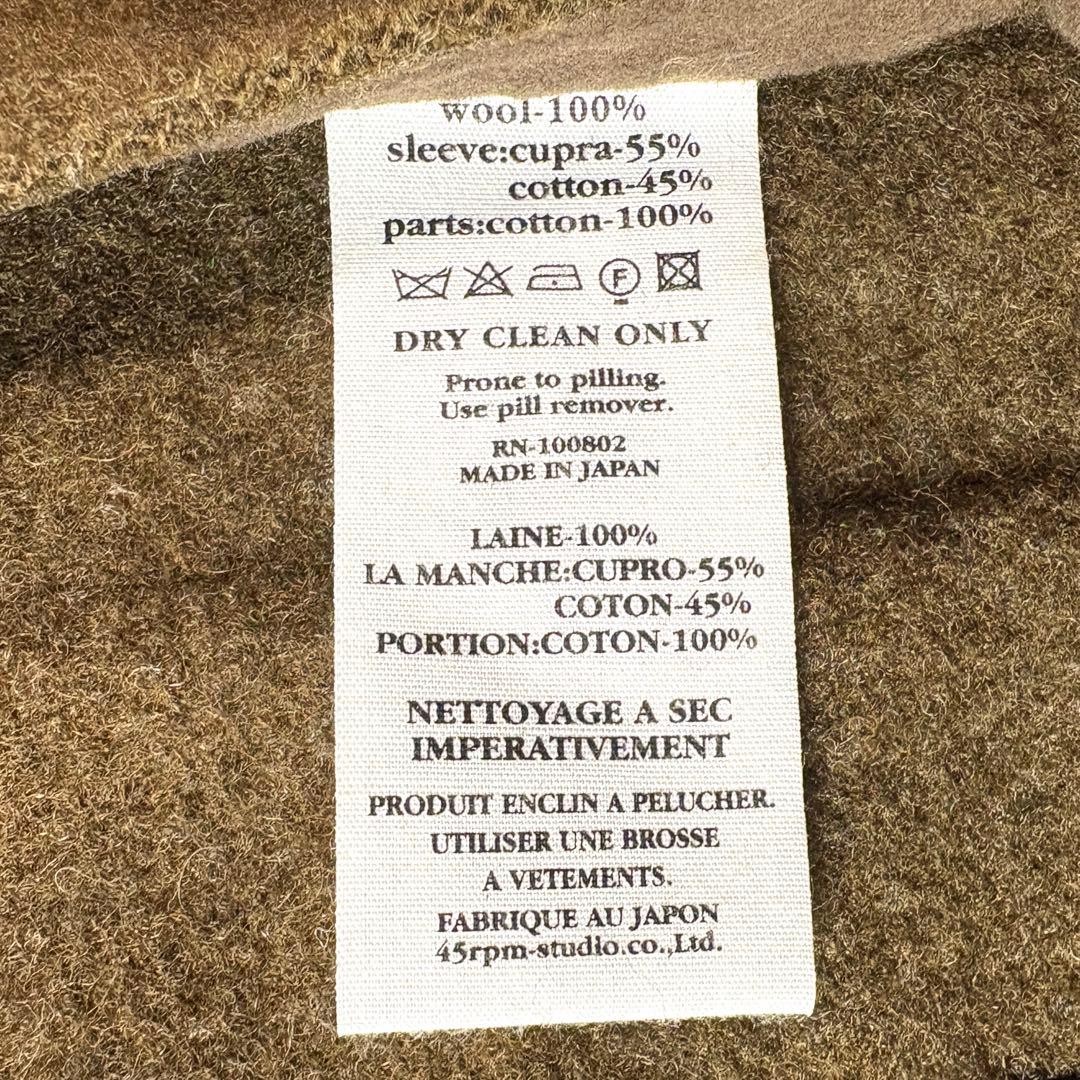 wool-100%
sleeve:cupra-55%
cotton-45%
parts:cotton-100%
F
DRY CLEAN ONLY
Prone to pilling.
Use pill remover.
RN-100802
MADE IN JAPAN
LAINE-100%
LA MANCHE:CUPRO-55%
COTON-45%
PORTION:COTON-100%
NETTOYAGE A SEC
IMPERATIVEMENT
PRODUIT ENCLIN A PELUCHER.
UTILISER UNE BROSSE
A VETEMENTS.
FABRIQUE AU JAPON
45rpm-studio.co.,Ltd.